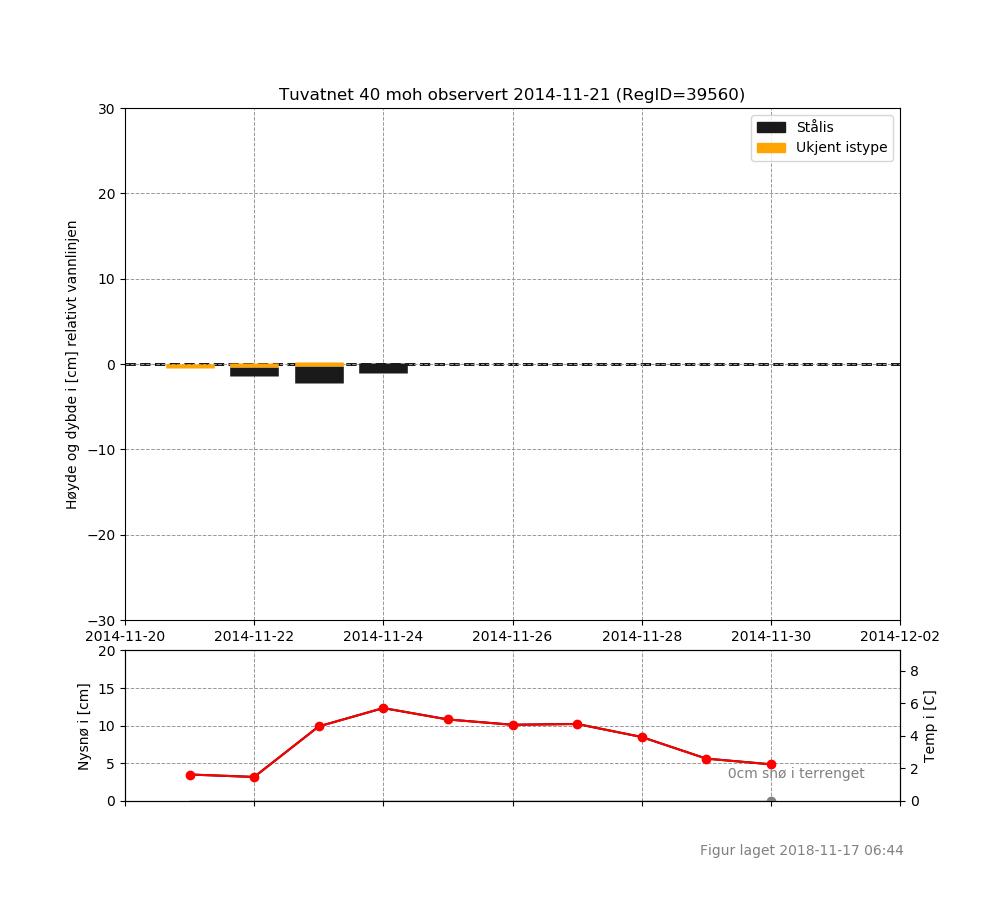 Tuvatnet 40 moh observert 2014-11-21 (RegID=39560)
Stålis
Ukjent istype
Høyde og dybde i [cm] relativt vannlinjen
30
20
10
0
−10
−20
−30
2014-11-20 2014-11-22 2014-11-24 2014-11-26 2014-11-28 2014-11-30 2014-12-02
Nysnø i [cm]
20
15
10
5
0
8
6
4
2
0
Temp i [C]
0cm snø i terrenget
Figur laget 2018-11-17 06:44